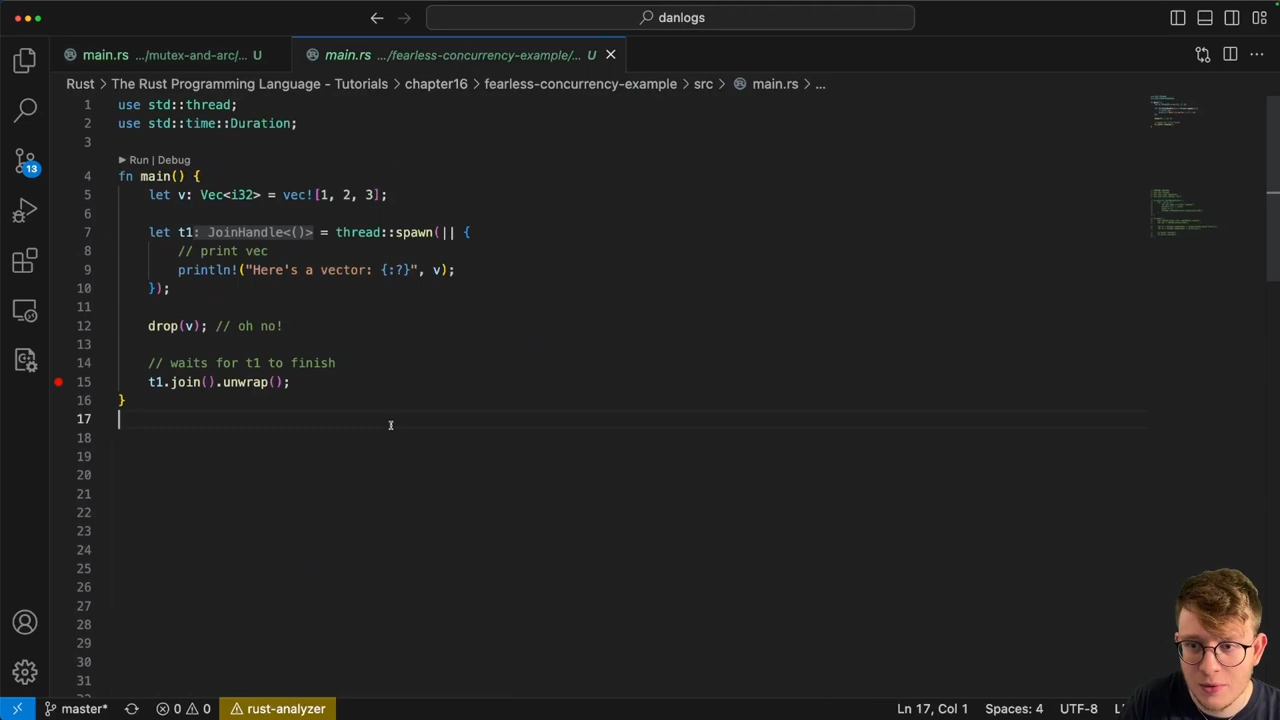 danlogs
main.rs .../mutex-and-arc/... U
main.rs .../fearless-concurrency-example/... U
Rust > The Rust Programming Language - Tutorials > chapter16 > fearless-concurrency-example > src > main.rs > ...
1 use std::thread;
2 use std::time::Duration;
3
Run | Debug
4 fn main() {
5 let v: Vec<i32> = vec![1, 2, 3];
6
7 let t1: JoinHandle<()> = thread::spawn(|| {
8 // print vec
9 println!("Here's a vector: {:?}", v);
10 });
11
12 drop(v); // oh no!
13
14 // waits for t1 to finish
15 t1.join().unwrap();
16 }
17
18
19
20
21
22
23
24
25
26
27
28
29
30
31
13
master* 0 0 rust-analyzer Ln 17, Col 1 Spaces: 4 UTF-8